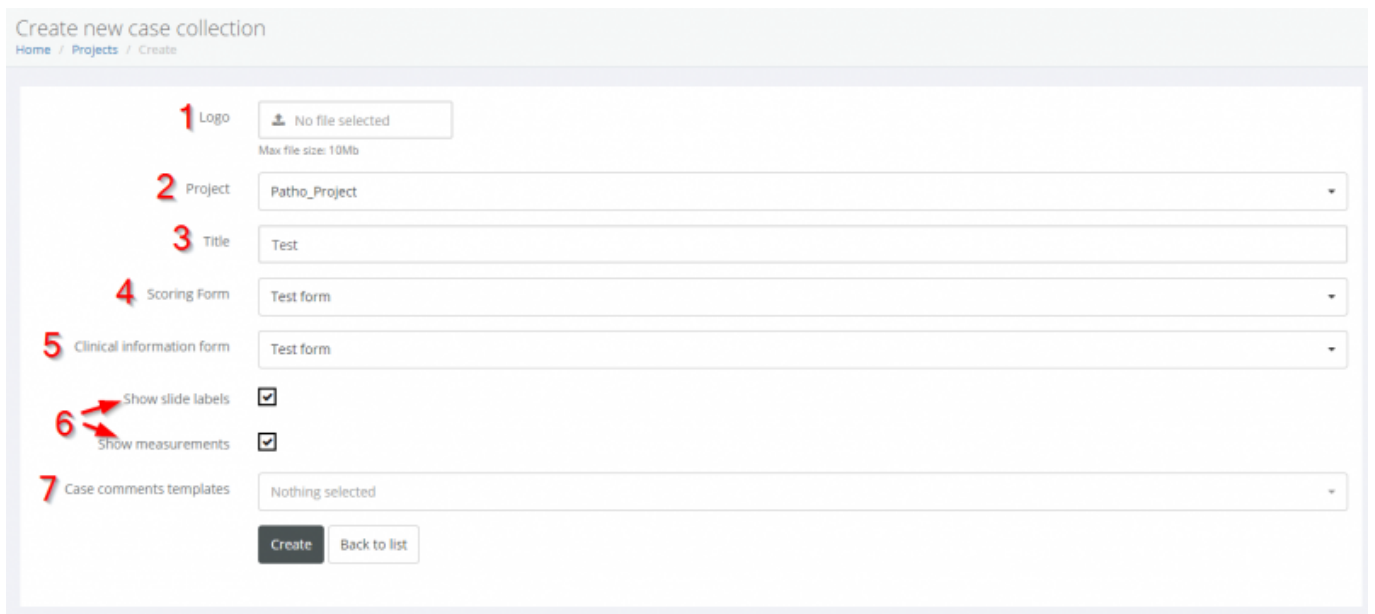 Create new case collection
Home / Projects / Create
1 Logo No file selected
Max file size: 10Mb
2 Project Patho_Project
3 Title Test
4 Scoring Form Test form
5 Clinical information form Test form
Show slide labels
6
Show measurements
7 Case comments templates Nothing selected
Create Back to list